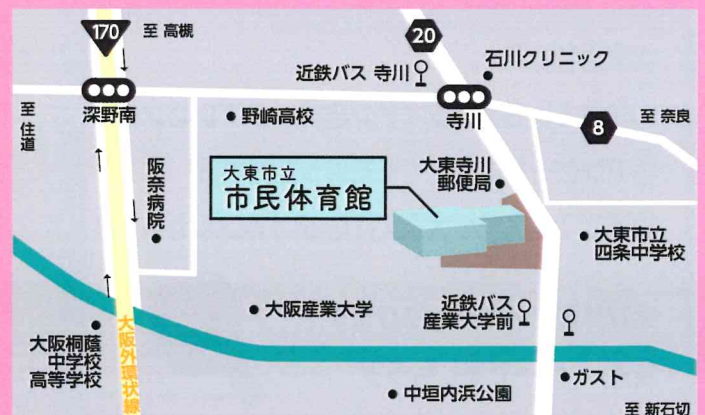 170
至 高槻
20
石川クリニック
近鉄バス 寺川
深野南
寺川
至 奈良
8
至 住道
野崎高校
大東寺川
郵便局
阪奈病院
大東市立
市民体育館
大東市立
四条中学校
大阪産業大学
近鉄バス
産業大学前
大阪桐蔭
中学校
高等学校
大阪外環状線
ガスト
中垣内浜公園
至 新石切